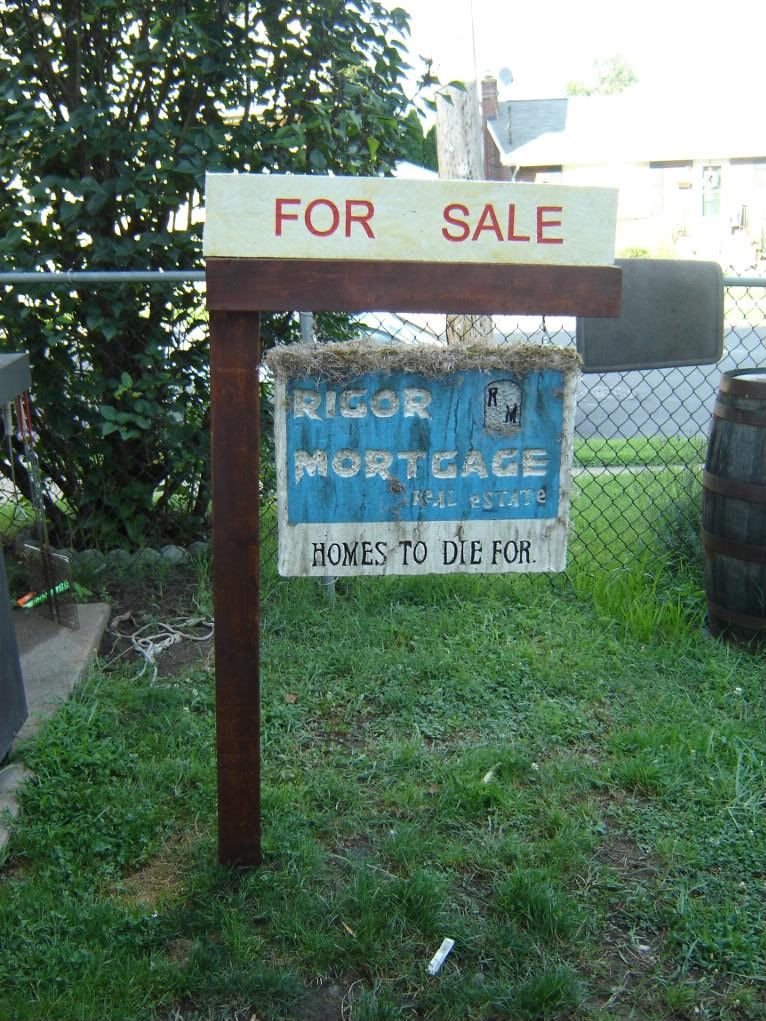 FOR SALE
RIGOR
R
M
MORTGAGE
REAL eSTATe
HOMES TO DIE FOR.